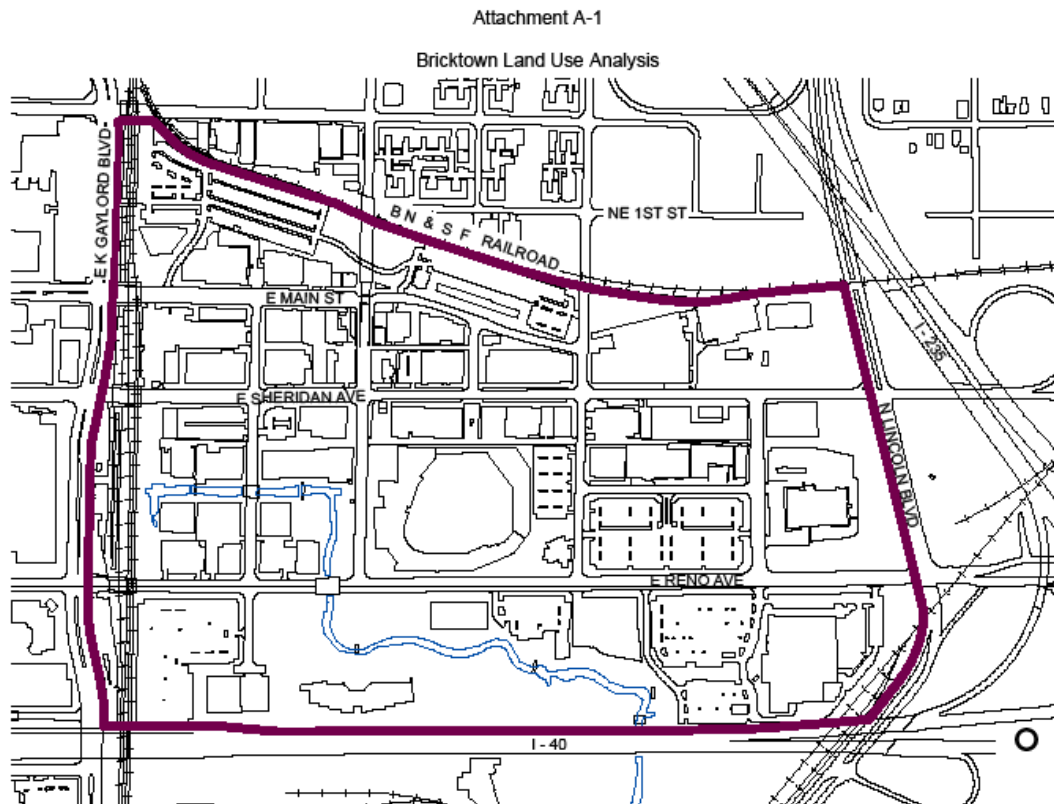 Attachment A-1
Bricktown Land Use Analysis
E K GAYLORD BLVD
NE 1ST ST
B N & S F RAILROAD
E MAIN ST
I - 235
E SHERIDAN AVE
N LINCOLN BLVD
E RENO AVE
I - 40